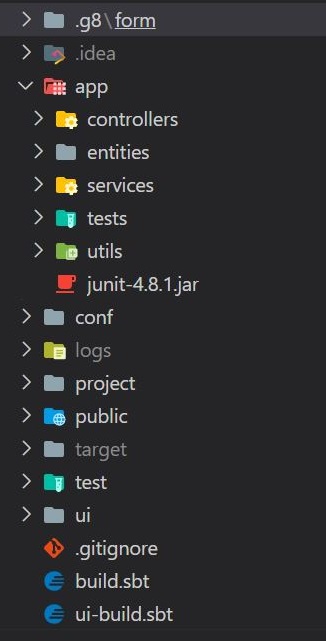 .g8\form
.idea
app
controllers
entities
services
tests
utils
junit-4.8.1.jar
conf
logs
project
public
target
test
ui
.gitignore
build.sbt
ui-build.sbt